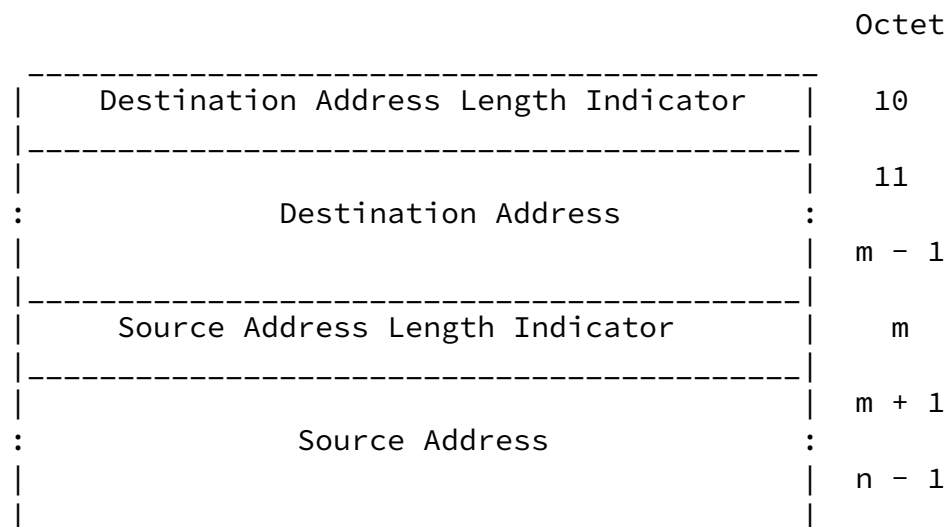 Octet
Destination Address Length Indicator 10
11
: Destination Address :
m - 1
Source Address Length Indicator m
m + 1
: Source Address :
n - 1